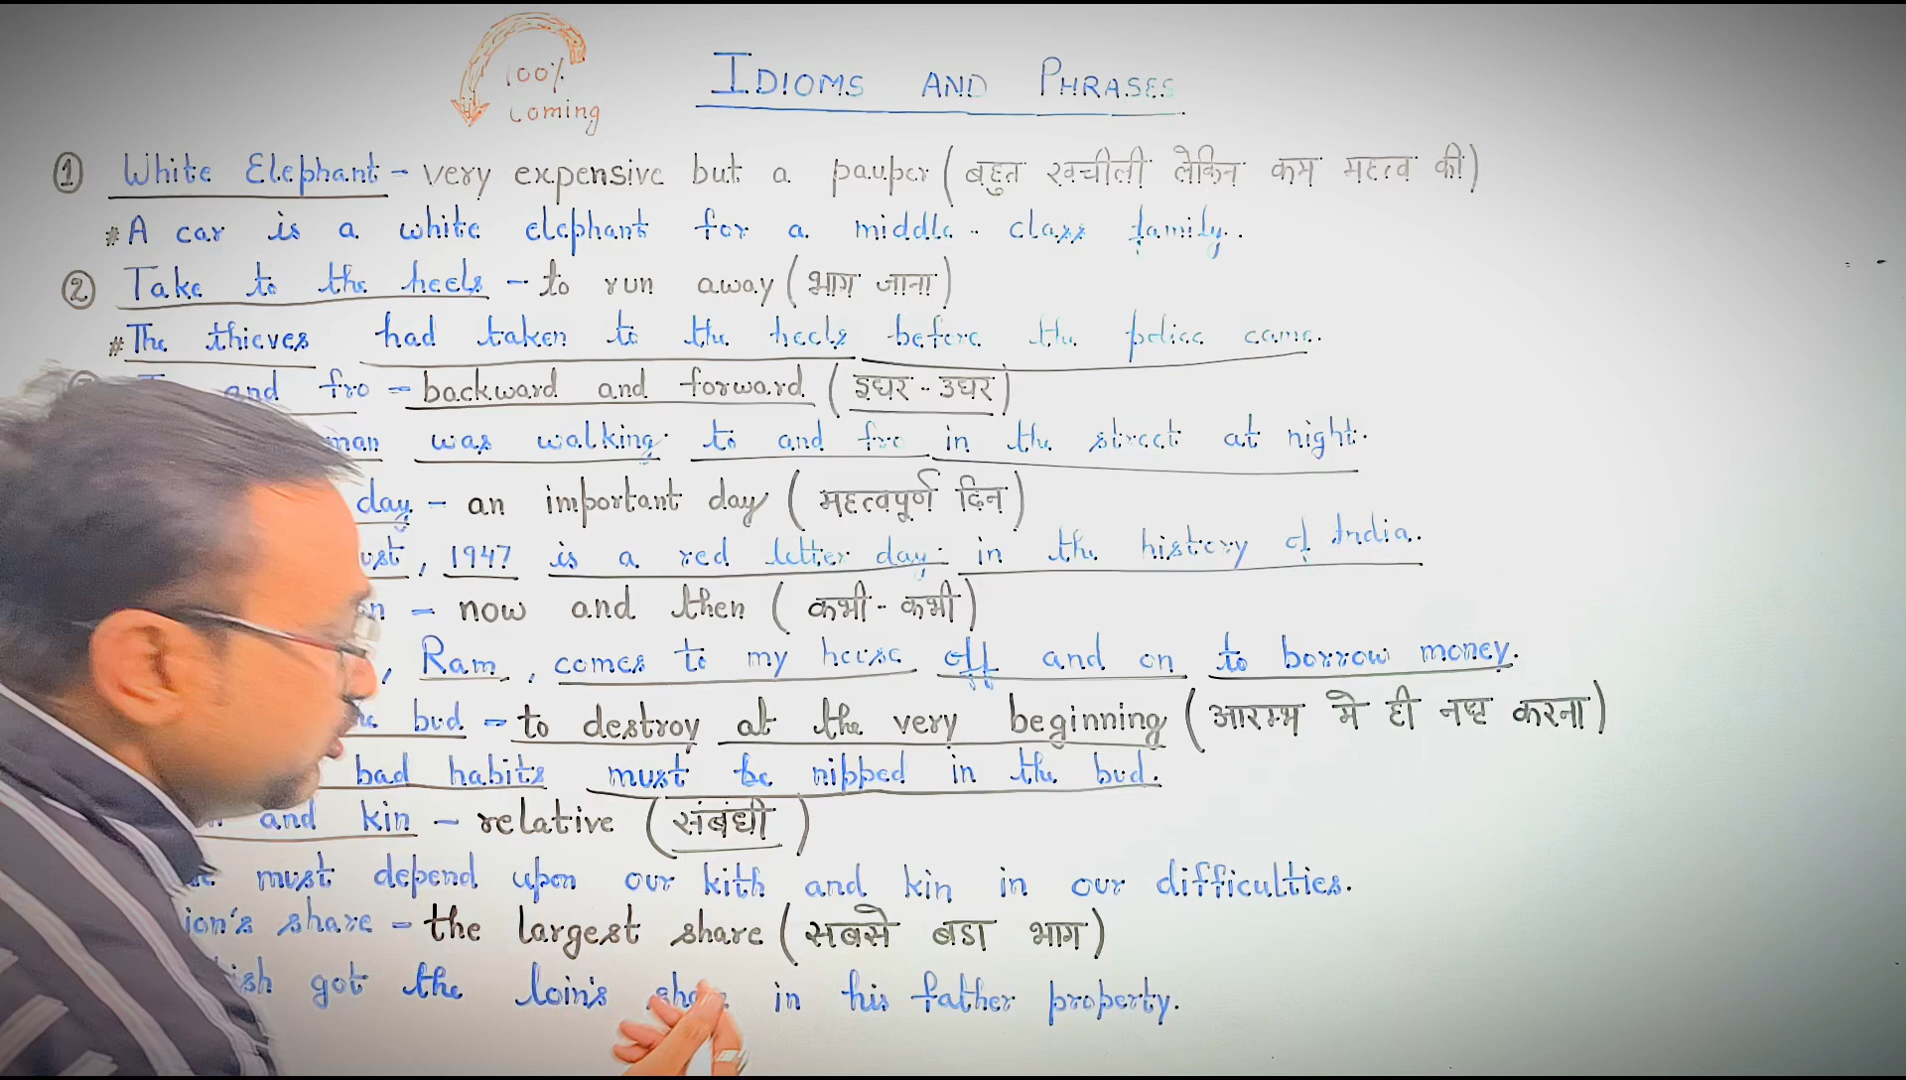 100%
coming
IDIOMS AND PHRASES
① White Elephant - very expensive but a pauper (बहुत खर्चीली लेकिन कम महत्व की)
# A car is a white elephant for a middle - class family.
② Take to the heels - to run away (भाग जाना)
# The thieves had taken to the heels before the police came.
and fro - backward and forward (इधर - उधर)
man was walking to and fro in the street at night.
day - an important day (महत्वपूर्ण दिन)
ust, 1947 is a red letter day in the history of India.
- now and then (कभी - कभी)
, Ram, comes to my house off and on to borrow money.
bud - to destroy at the very beginning (आरम्भ मे ही नष्ट करना)
bad habits must be nipped in the bud.
and kin - relative (संबंधी)
must depend upon our kith and kin in our difficulties.
ion's share - the largest share (सबसे बडा भाग)
ish got the loin's in his father property.